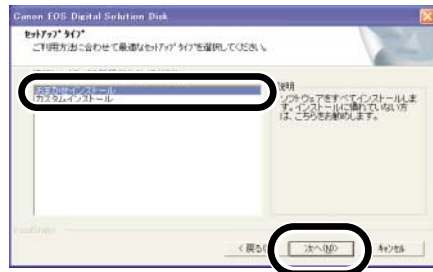 Canon EOS Digital Solution Disk
セットアップ タイプ
ご利用方法に合わせて最適なセットアップ タイプを選択してください。
おまかせインストール
カスタムインストール
説明
ソフトウェアをすべてインストールしま
す。インストールに慣れていない方
は、こちらをお勧めします。
< 戻る(
次へ(N)>
キャンセル